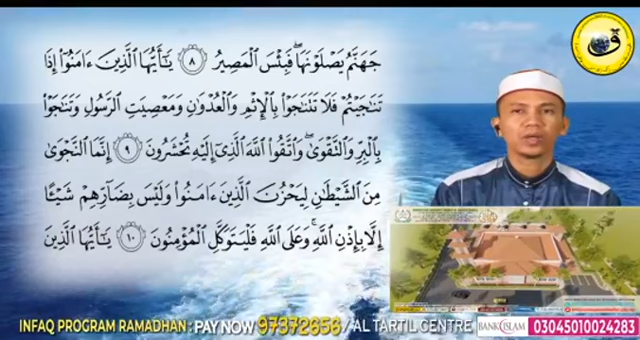 جَهَنَّمُ يَصْلَوْنَهَا ۖ فَبِئْسَ الْمَصِيرُ ۝٨ يَٰٓأَيُّهَا الَّذِينَ ءَامَنُوٓا۟ إِذَا
تَنَٰجَيْتُمْ فَلَا تَتَنَٰجَوْا۟ بِالْإِثْمِ وَالْعُدْوَٰنِ وَمَعْصِيَتِ الرَّسُولِ وَتَنَٰجَوْا۟
بِالْبِرِّ وَالتَّقْوَىٰ ۖ وَاتَّقُوا۟ اللَّهَ الَّذِىٓ إِلَيْهِ تُحْشَرُونَ ۝٩ إِنَّمَا النَّجْوَىٰ
مِنَ الشَّيْطَٰنِ لِيَحْزُنَ الَّذِينَ ءَامَنُوا۟ وَلَيْسَ بِضَآرِّهِمْ شَيْـًٔا
إِلَّا بِإِذْنِ اللَّهِ ۚ وَعَلَى اللَّهِ فَلْيَتَوَكَّلِ الْمُؤْمِنُونَ ۝١٠ يَٰٓأَيُّهَا الَّذِينَ
INFAQ PROGRAM RAMADHAN : PAY NOW 97372656 / AL TARTIL CENTRE BANK ISLAM 03045010024283